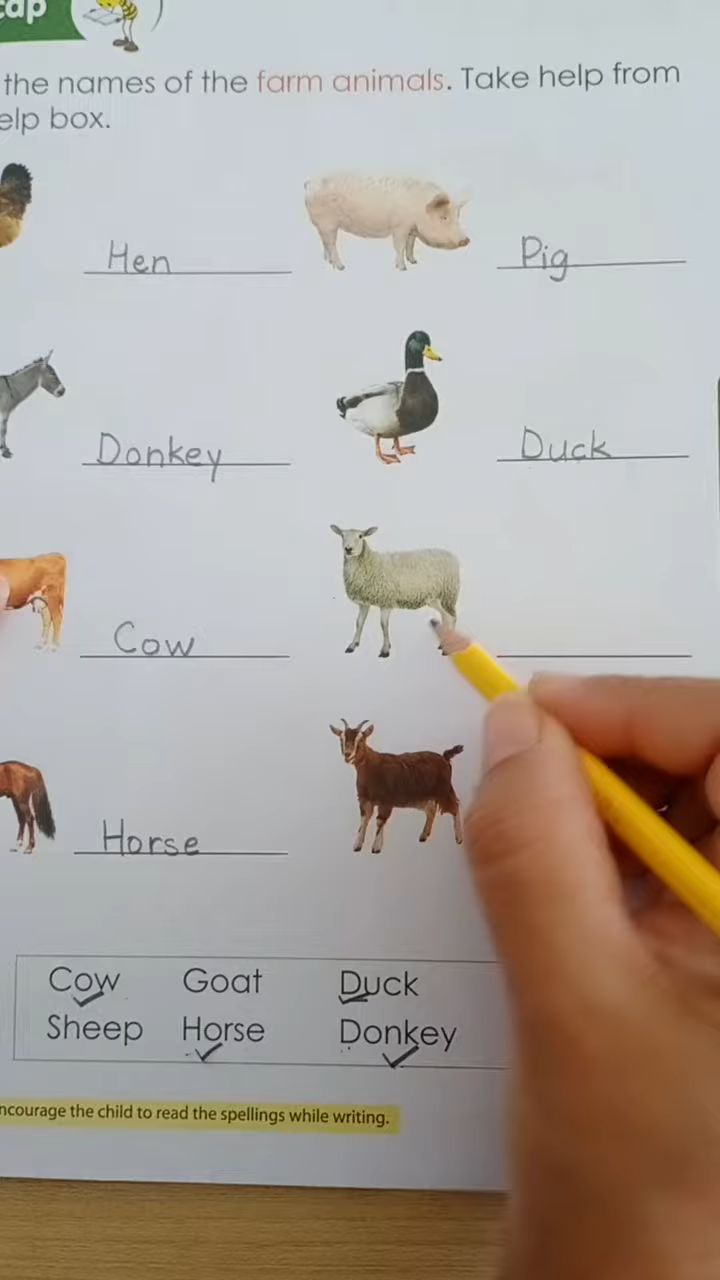 the names of the farm animals. Take help from
elp box.
Hen Pig
Donkey Duck
Cow
Horse
Cow Goat Duck
Sheep Horse Donkey
ncourage the child to read the spellings while writing.